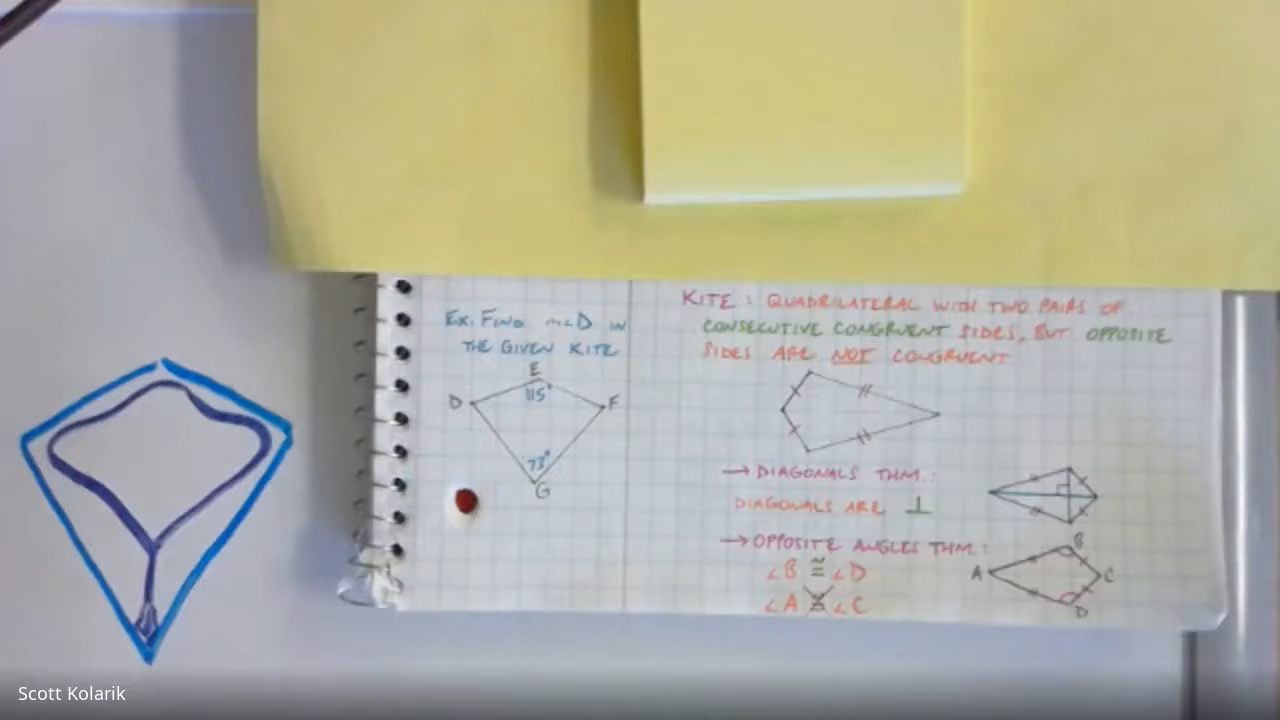 EX. FIND m∠D IN
THE GIVEN KITE
E
115°
D
F
73°
G
KITE : QUADRILATERAL WITH TWO PAIRS OF
CONSECUTIVE CONGRUENT SIDES, BUT OPPOSITE
SIDES ARE NOT CONGRUENT
→ DIAGONALS THM.:
DIAGONALS ARE ⊥
→ OPPOSITE ANGLES THM.:
∠B ≅ ∠D
∠A ≇ ∠C
B
A
C
D
Scott Kolarik